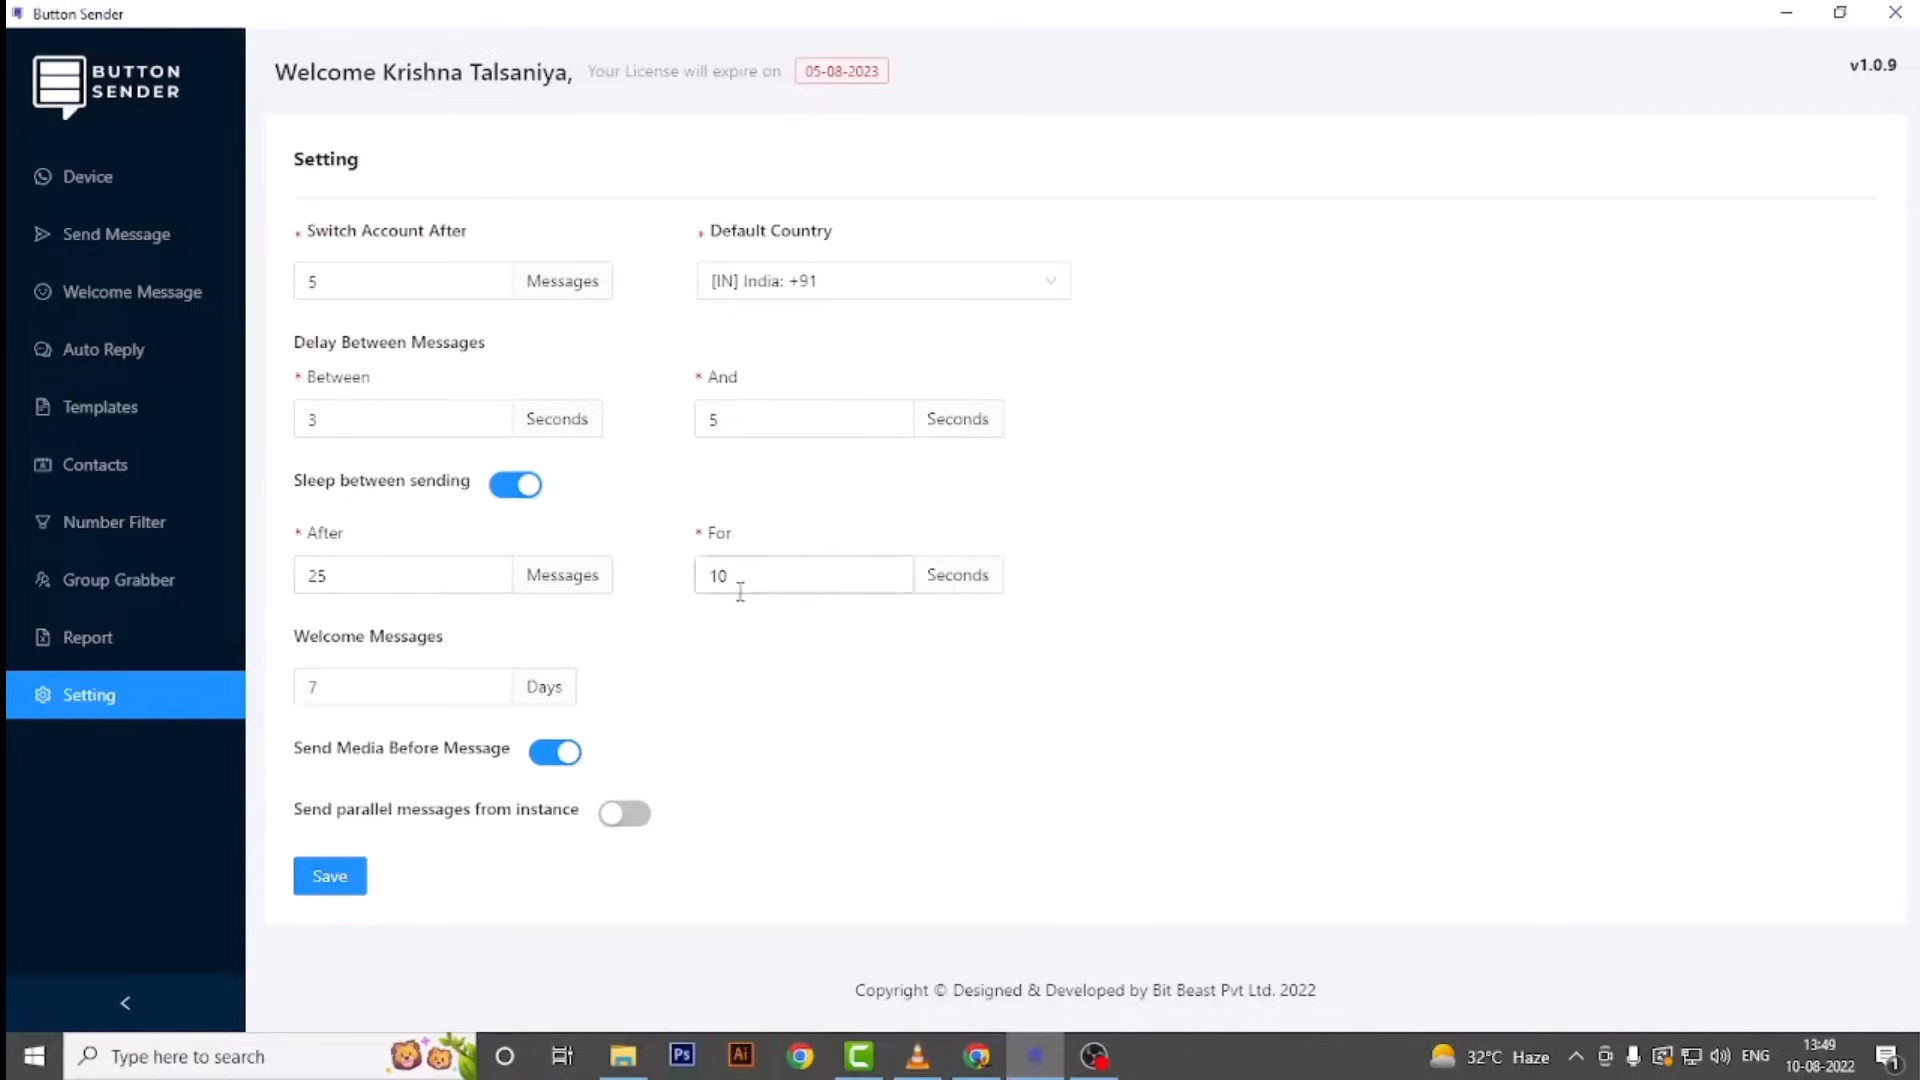 Button Sender
BUTTON
SENDER
Welcome Krishna Talsaniya, Your License will expire on 05-08-2023
v1.0.9
Device
Send Message
Welcome Message
Auto Reply
Templates
Contacts
Number Filter
Group Grabber
Report
Setting
Setting
* Switch Account After
* Default Country
5 Messages
[IN] India: +91
Delay Between Messages
* Between
* And
3 Seconds
5 Seconds
Sleep between sending
* After
* For
25 Messages
10 Seconds
Welcome Messages
7 Days
Send Media Before Message
Send parallel messages from instance
Save
Copyright © Designed & Developed by Bit Beast Pvt Ltd. 2022
Type here to search
Ps
Ai
32°C Haze
ENG
13:49
10-08-2022
1